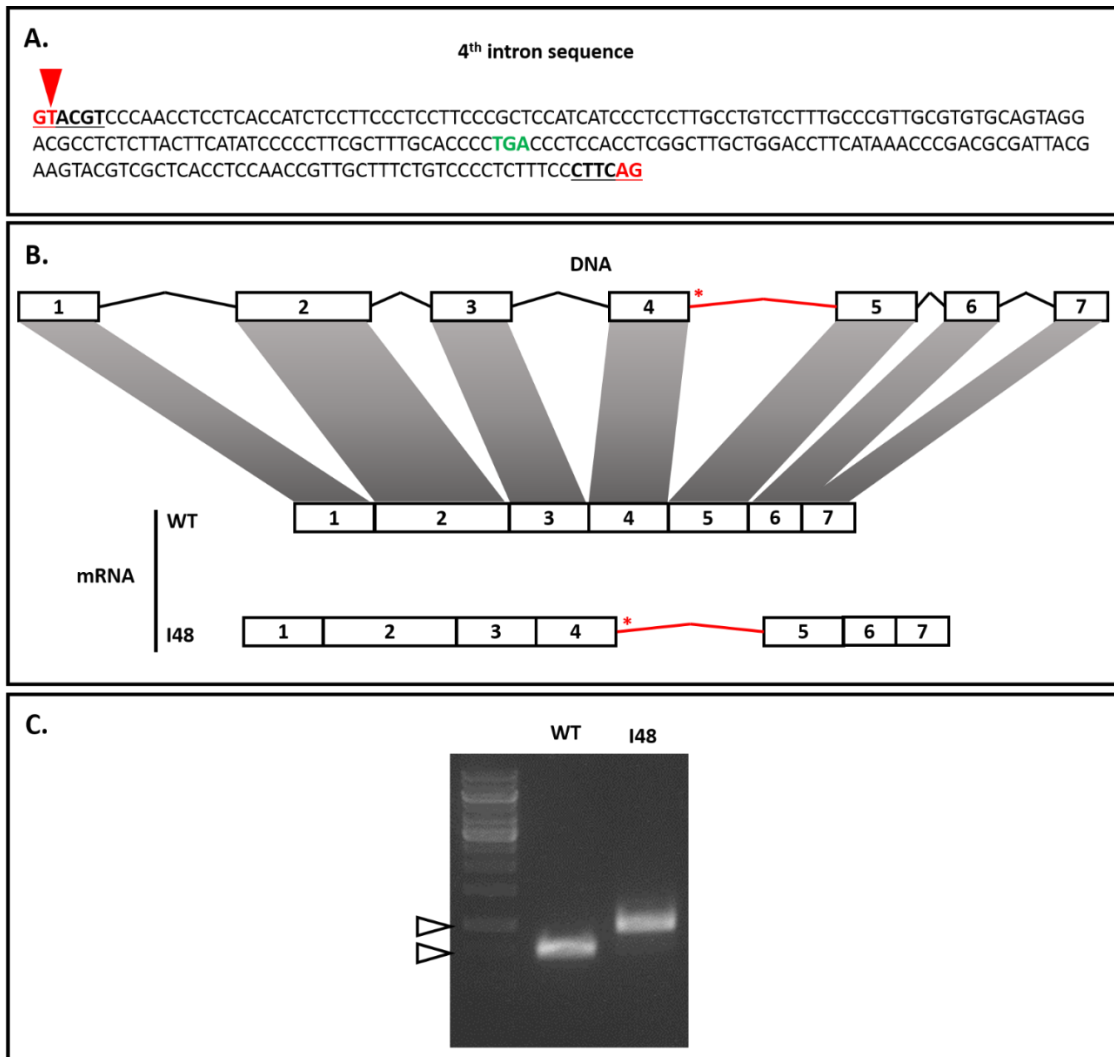 A.
4th intron sequence
GTACGTCCCAACCTCCTCACCATCTCCTTCCCTCCTTCCCGCTCCATCATCCCTCCTTGCCTGTCCTTTGCCCGTTGCGTGTGCAGTAGG
ACGCCTCTCTTACTTCATATCCCCCTTCGCTTTGCACCCCTGACCCTCCACCTCGGCTTGCTGGACCTTCATAAACCCGACGCGATTACG
AAGTACGTCGCTCACCTCCAACCGTTGCTTTCTGTCCCCTCTTTCCCTTCAG
B.
DNA
1 2 3 4 * 5 6 7
WT 1 2 3 4 5 6 7
mRNA
I48 1 2 3 4 * 5 6 7
C.
WT I48